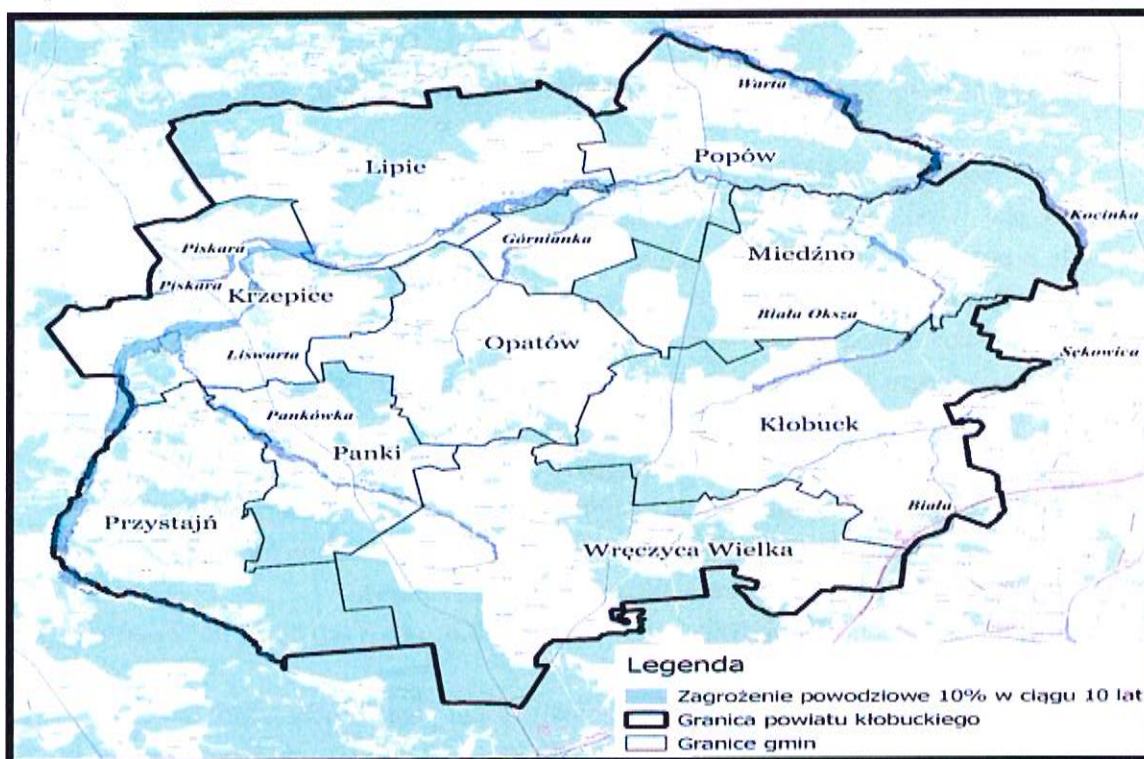 Warta
Lipie
Popów
Kocinka
Piskara
Górnianka
Miedźno
Piskara
Krzepice
Biała Oksza
Liswarta
Opatów
Sękowica
Pankówka
Kłobuck
Panki
Biała
Przystajń
Wręczyca Wielka
Legenda
Zagrożenie powodziowe 10% w ciągu 10 lat
Granica powiatu kłobuckiego
Granice gmin